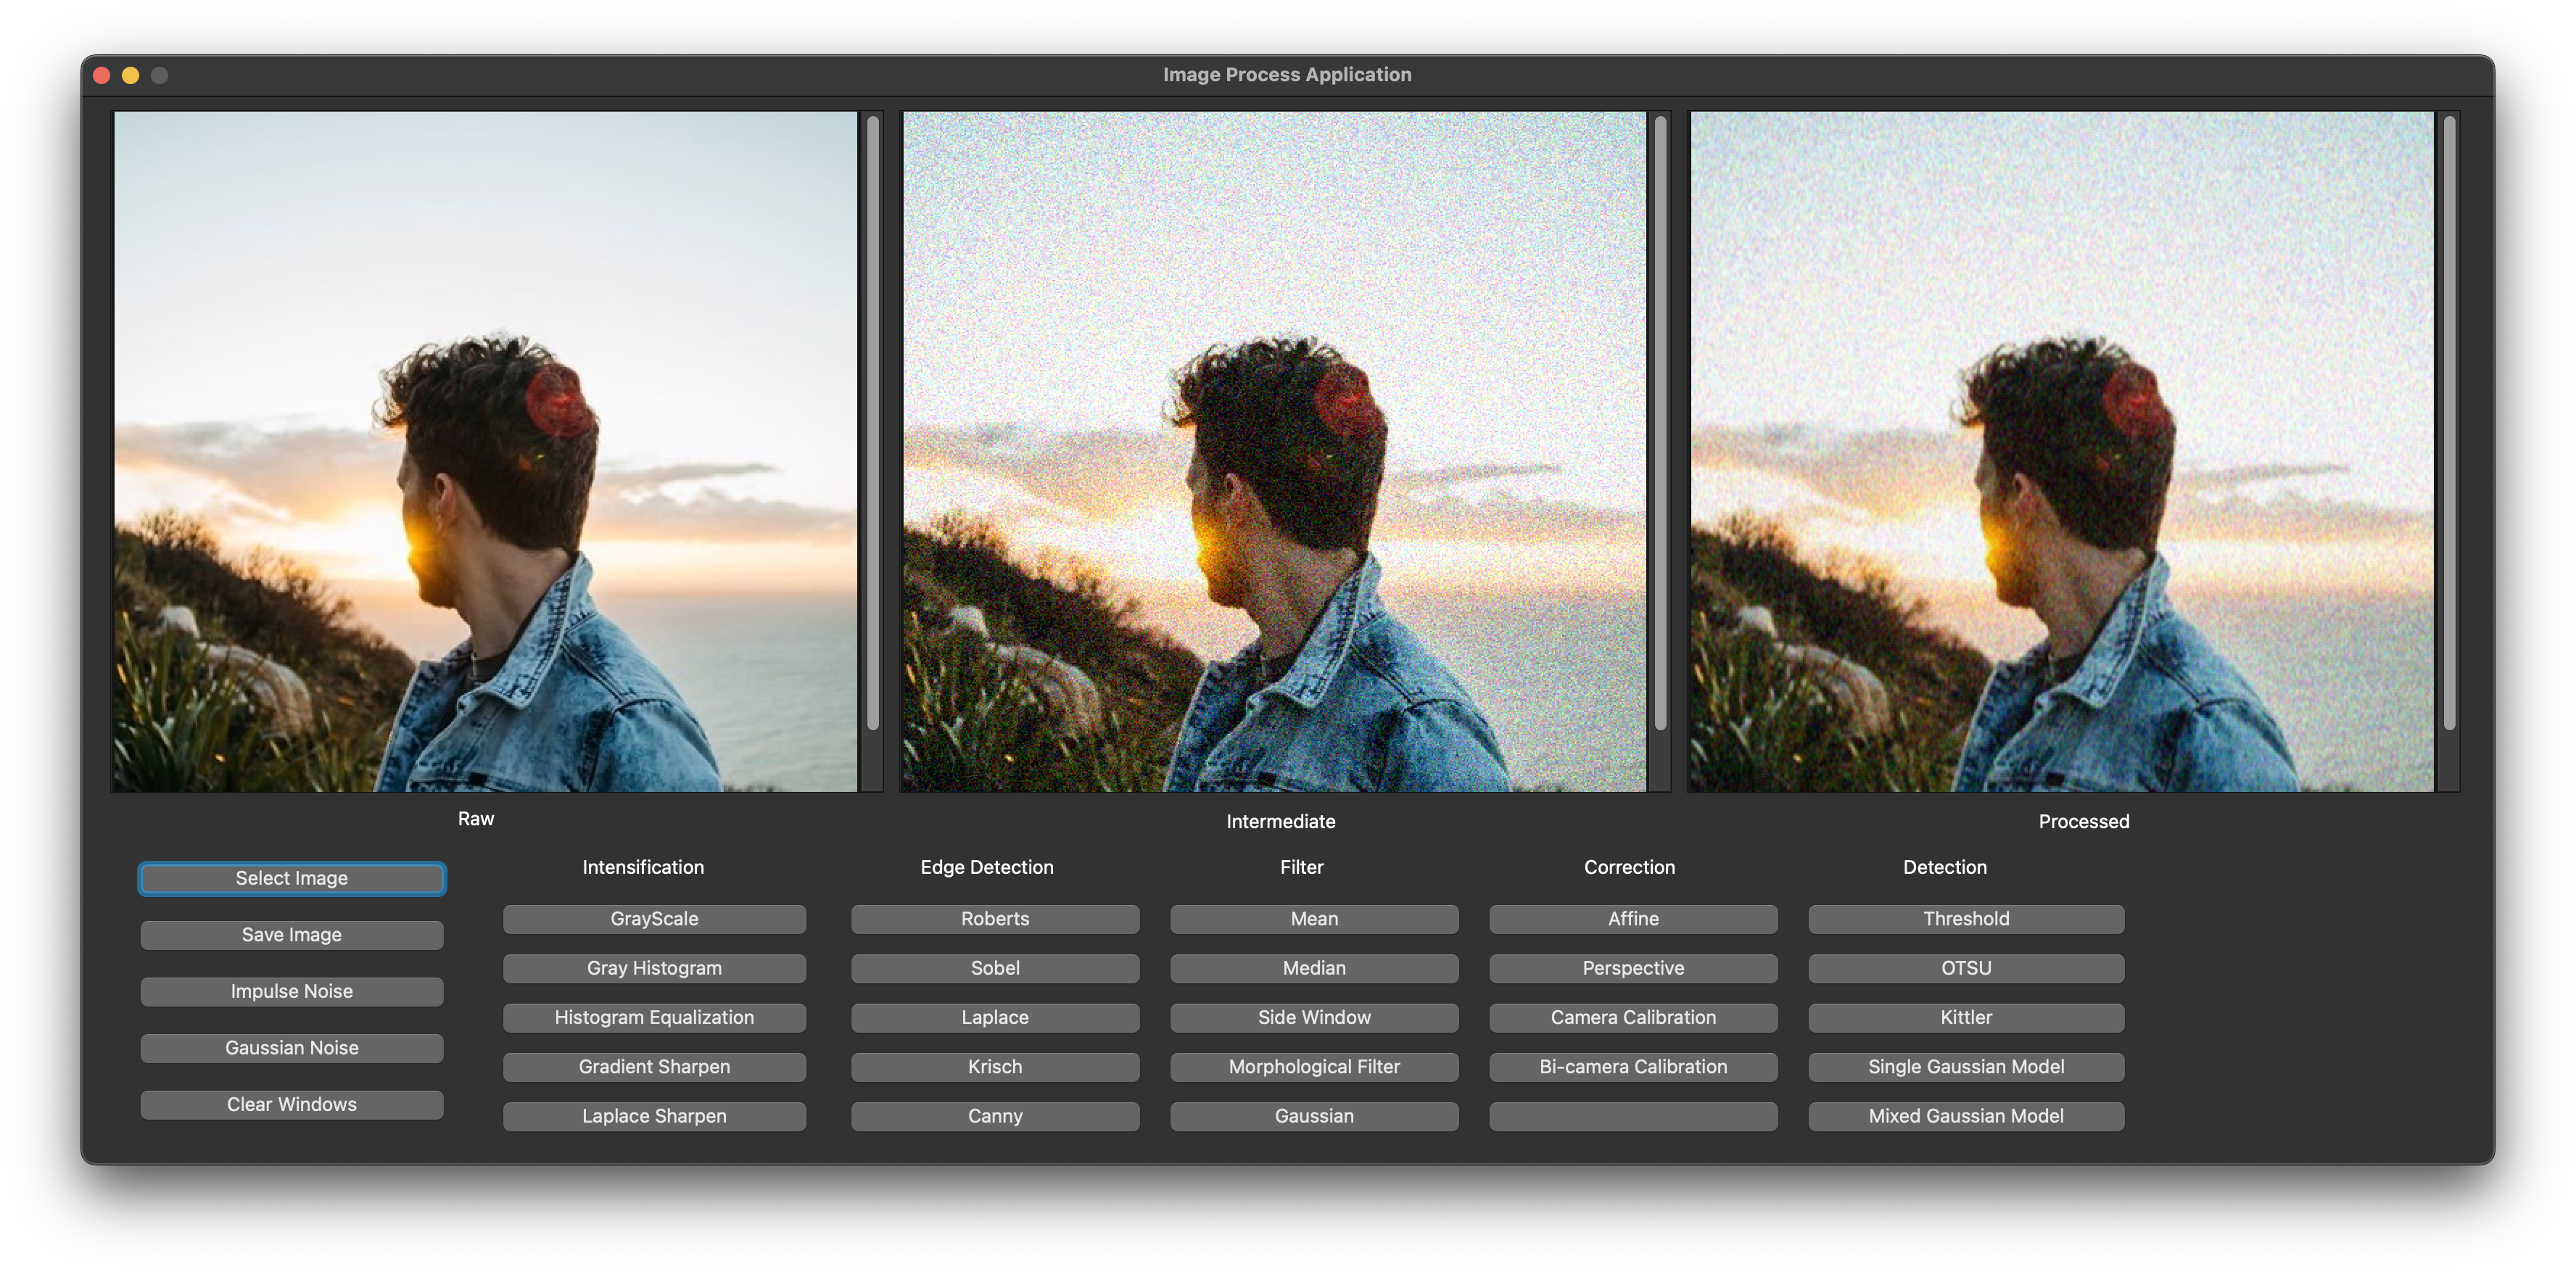 Image Process Application
Raw
Intermediate
Processed
Select Image
Save Image
Impulse Noise
Gaussian Noise
Clear Windows
Intensification
GrayScale
Gray Histogram
Histogram Equalization
Gradient Sharpen
Laplace Sharpen
Edge Detection
Roberts
Sobel
Laplace
Krisch
Canny
Filter
Mean
Median
Side Window
Morphological Filter
Gaussian
Correction
Affine
Perspective
Camera Calibration
Bi-camera Calibration
Detection
Threshold
OTSU
Kittler
Single Gaussian Model
Mixed Gaussian Model